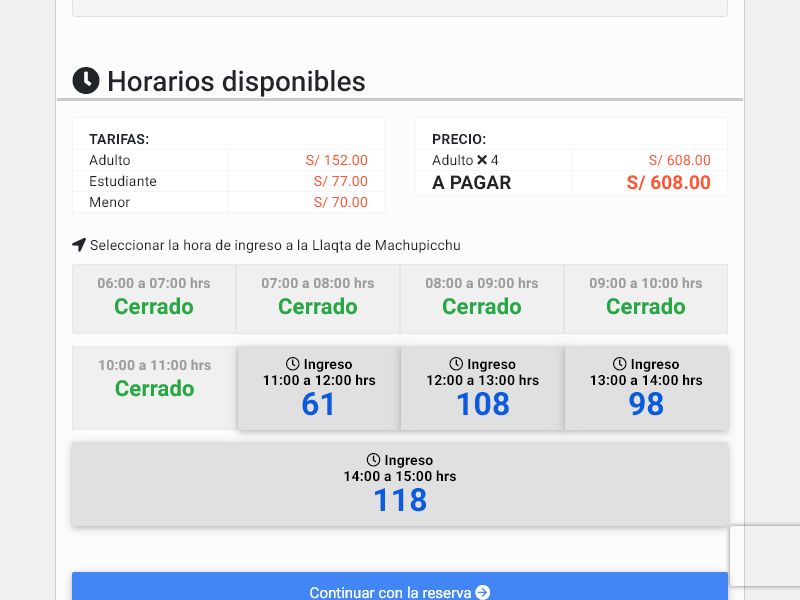 Horarios disponibles
TARIFAS:
Adulto S/ 152.00
Estudiante S/ 77.00
Menor S/ 70.00
PRECIO:
Adulto ✖ 4 S/ 608.00
A PAGAR S/ 608.00
Seleccionar la hora de ingreso a la Llaqta de Machupicchu
06:00 a 07:00 hrs
Cerrado
07:00 a 08:00 hrs
Cerrado
08:00 a 09:00 hrs
Cerrado
09:00 a 10:00 hrs
Cerrado
10:00 a 11:00 hrs
Cerrado
Ingreso
11:00 a 12:00 hrs
61
Ingreso
12:00 a 13:00 hrs
108
Ingreso
13:00 a 14:00 hrs
98
Ingreso
14:00 a 15:00 hrs
118
Continuar con la reserva